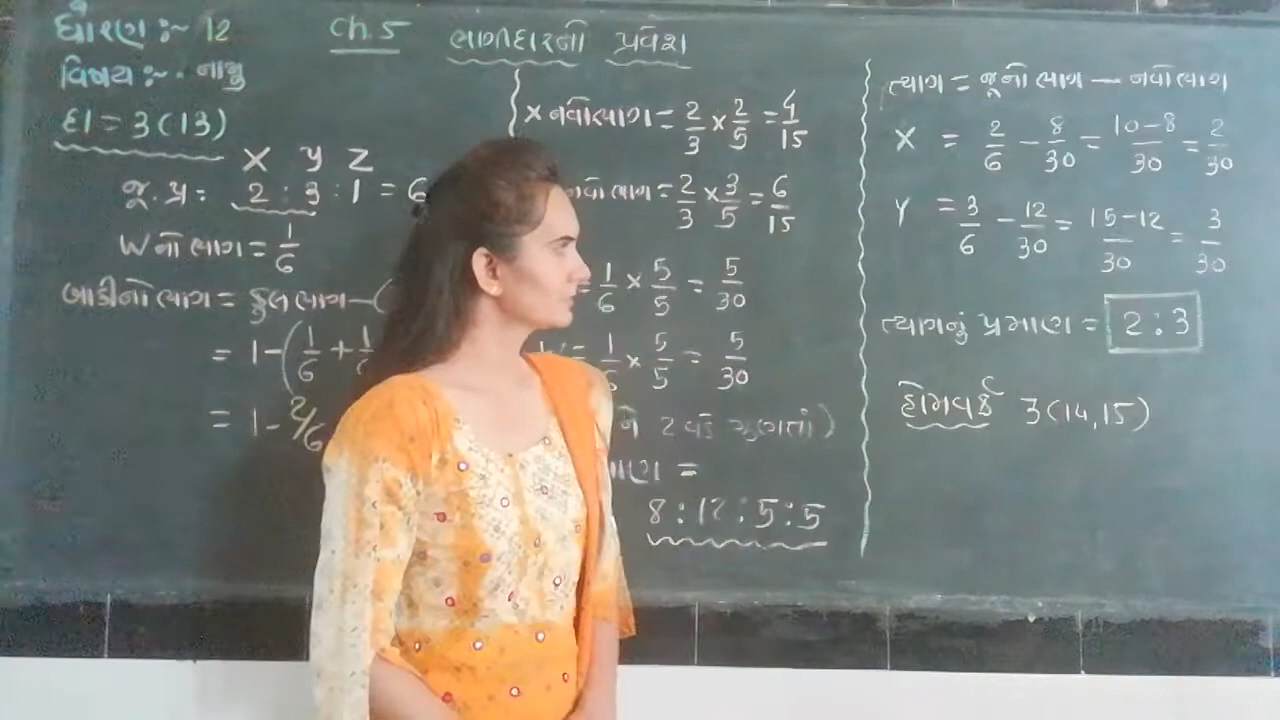 ધોરણ :- 12
Ch.5 ભાગીદારનો પ્રવેશ
વિષય :- નામુ
દા = 3(13)
X Y Z
જૂ.પ્ર: 2 : 3 : 1 = 6
W નો ભાગ = 1/6
બાકીનો ભાગ = કુલ ભાગ - (
= 1 - (1/6 + 1/6
= 1 - 2/6
X નવો ભાગ = 2/3 × 2/5 = 4/15
નવો ભાગ = 2/3 × 3/5 = 6/15
= 1/6 × 5/5 = 5/30
= 1/6 × 5/5 = 5/30
2 વડે ગુણતાં)
=
8 : 12 : 5 : 5
ત્યાગ = જૂનો ભાગ - નવો ભાગ
X = 2/6 - 8/30 = 10-8/30 = 2/30
Y = 3/6 - 12/30 = 15-12/30 = 3/30
ત્યાગનું પ્રમાણ = 2 : 3
હોમવર્ક 3(14,15)